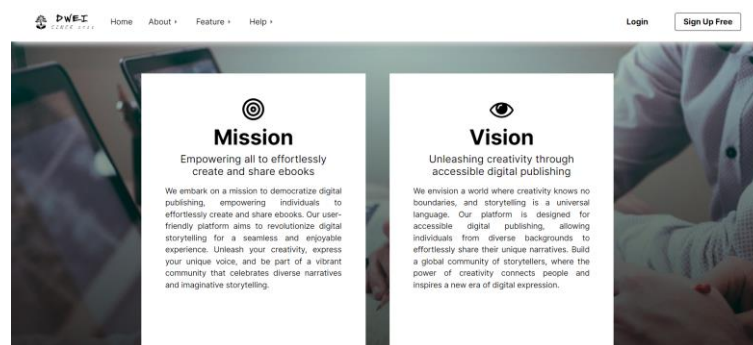 DWEI
Home
About
Feature
Help
Login
Sign Up Free
Mission
Empowering all to effortlessly
create and share ebooks
We embark on a mission to democratize digital
publishing, empowering individuals to
effortlessly create and share ebooks. Our user-
friendly platform aims to revolutionize digital
storytelling for a seamless and enjoyable
experience. Unleash your creativity, express
your unique voice, and be part of a vibrant
community that celebrates diverse narratives
and imaginative storytelling.
Vision
Unleashing creativity through
accessible digital publishing
We envision a world where creativity knows no
boundaries, and storytelling is a universal
language. Our platform is designed for
accessible digital publishing, allowing
individuals from diverse backgrounds to
effortlessly share their unique narratives. Build
a global community of storytellers, where the
power of creativity connects people and
inspires a new era of digital expression.